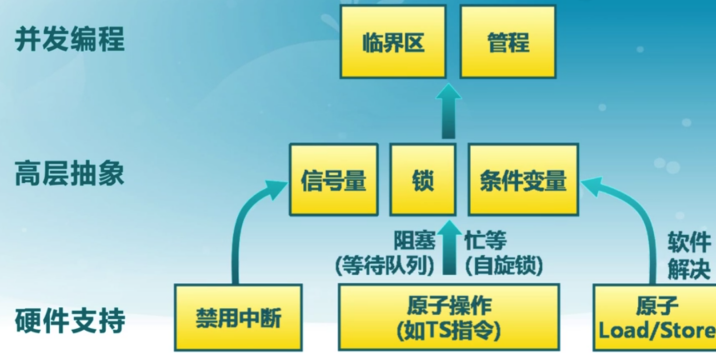 并发编程
临界区
管程
高层抽象
信号量
锁
条件变量
阻塞
(等待队列)
忙等
(自旋锁)
软件
解决
硬件支持
禁用中断
原子操作
(如TS指令)
原子
Load/Store